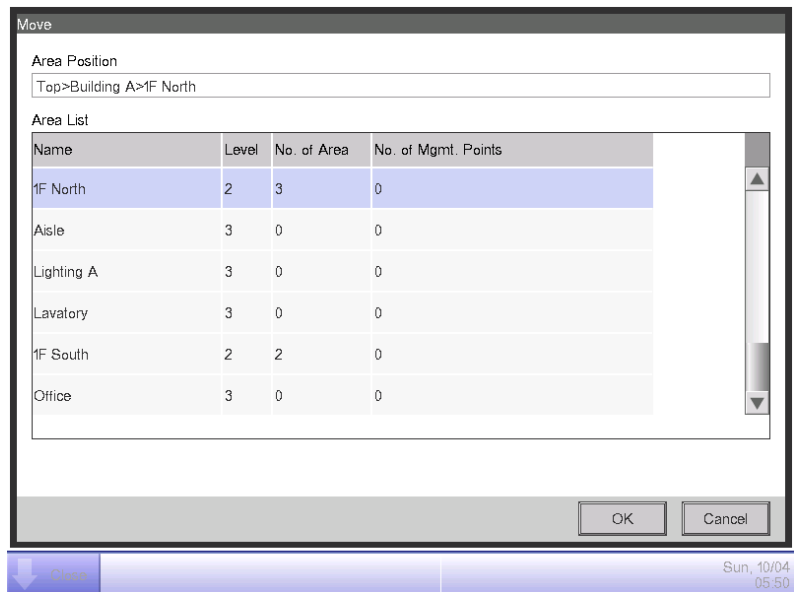 Move
Area Position
Top>Building A>1F North
Area List
Name Level No. of Area No. of Mgmt. Points
1F North 2 3 0
Aisle 3 0 0
Lighting A 3 0 0
Lavatory 3 0 0
1F South 2 2 0
Office 3 0 0
OK Cancel
Close Sun, 10/04
05:50